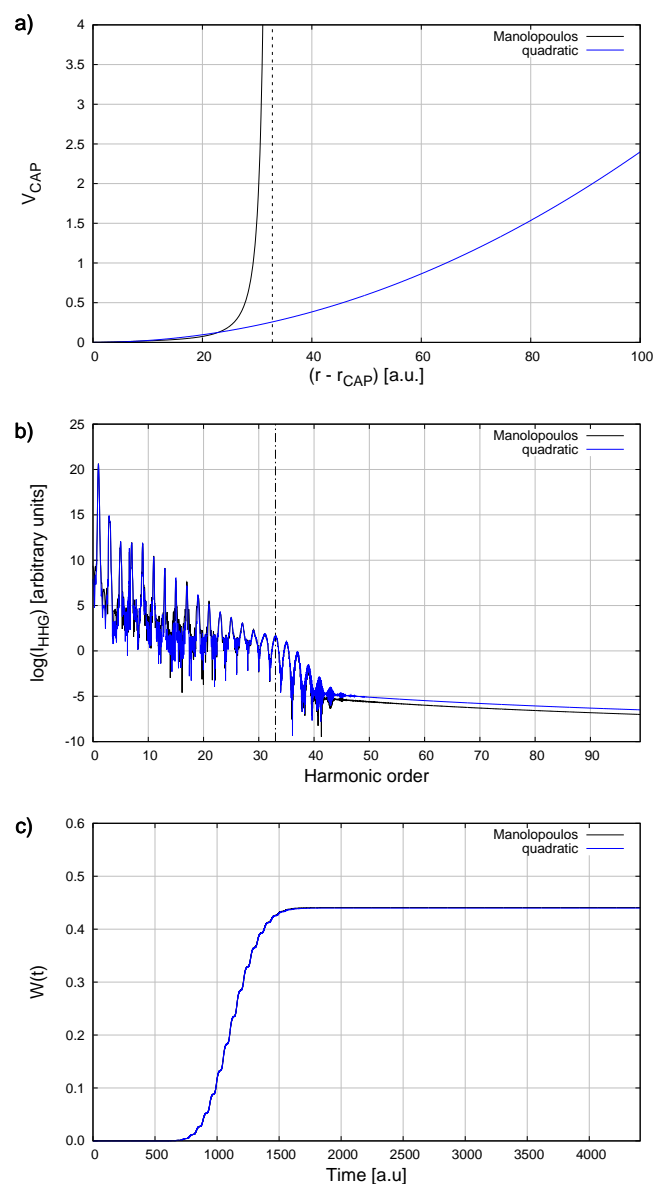 a)
Manolopoulos
quadratic
4
3.5
3
2.5
2
1.5
1
0.5
0
V_CAP
0 20 40 60 80 100
(r - r_CAP) [a.u.]
b)
Manolopoulos
quadratic
25
20
15
10
5
0
-5
-10
log(I_HHG) [arbitrary units]
0 10 20 30 40 50 60 70 80 90
Harmonic order
c)
Manolopoulos
quadratic
0.6
0.5
0.4
0.3
0.2
0.1
0.0
W(t)
0 500 1000 1500 2000 2500 3000 3500 4000
Time [a.u]